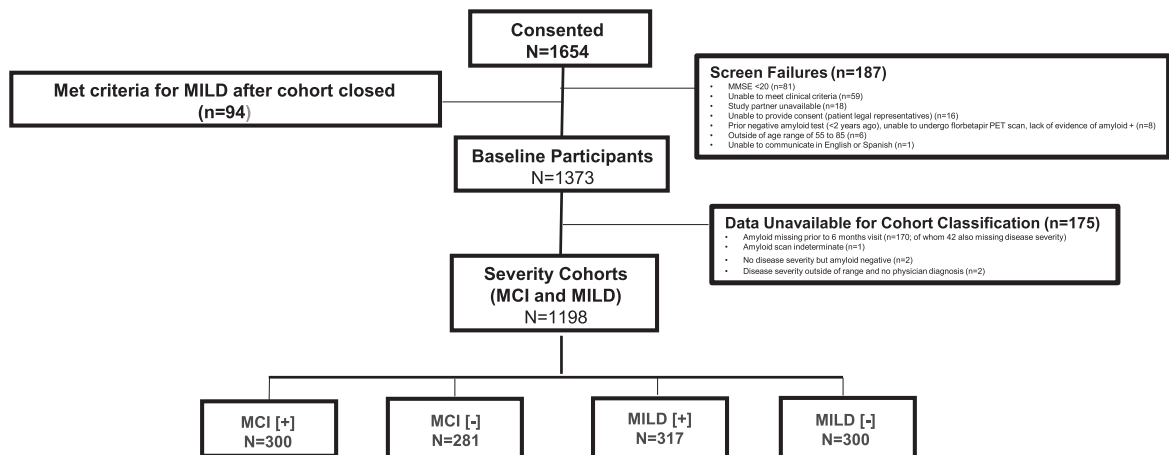 Consented
N=1654
Met criteria for MILD after cohort closed
(n=94)
Screen Failures (n=187)
• MMSE <20 (n=81)
• Unable to meet clinical criteria (n=59)
• Study partner unavailable (n=18)
• Unable to provide consent (patient legal representatives) (n=16)
• Prior negative amyloid test (<2 years ago), unable to undergo florbetapir PET scan, lack of evidence of amyloid + (n=8)
• Outside of age range of 55 to 85 (n=6)
• Unable to communicate in English or Spanish (n=1)
Baseline Participants
N=1373
Data Unavailable for Cohort Classification (n=175)
• Amyloid missing prior to 6 months visit (n=170; of whom 42 also missing disease severity)
• Amyloid scan indeterminate (n=1)
• No disease severity but amyloid negative (n=2)
• Disease severity outside of range and no physician diagnosis (n=2)
Severity Cohorts
(MCI and MILD)
N=1198
MCI [+]
N=300
MCI [-]
N=281
MILD [+]
N=317
MILD [-]
N=300